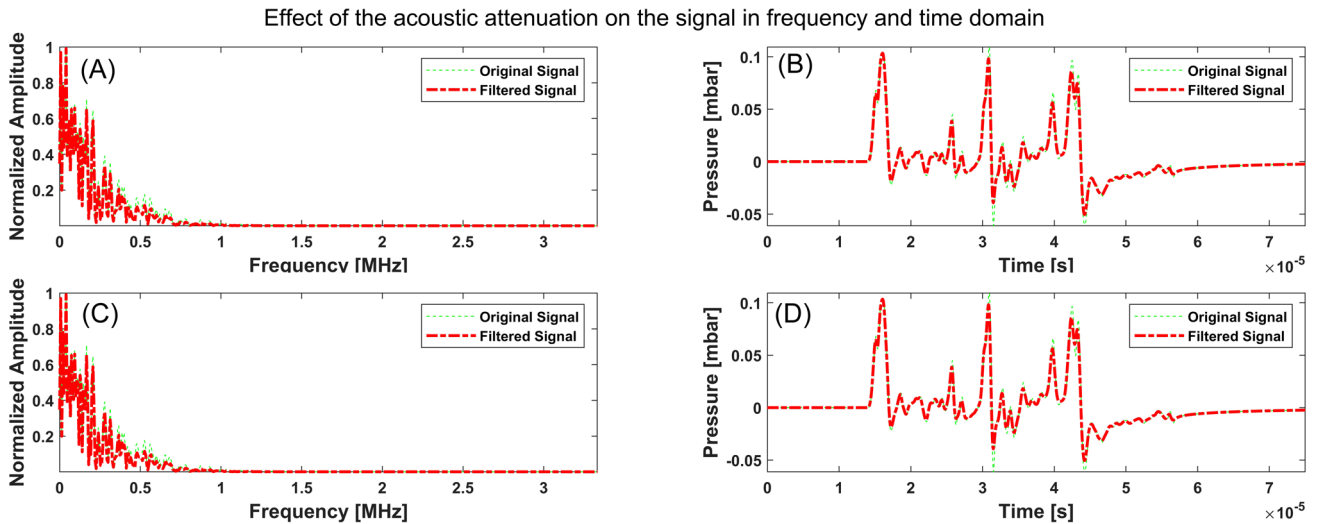 Effect of the acoustic attenuation on the signal in frequency and time domain
(A)
Normalized Amplitude
1
0.8
0.6
0.4
0.2
0 0.5 1 1.5 2 2.5 3
Frequency [MHz]
Original Signal
Filtered Signal
(B)
Pressure [mbar]
0.1
0.05
0
-0.05
0 1 2 3 4 5 6 7
Time [s]
×10-5
Original Signal
Filtered Signal
(C)
Normalized Amplitude
1
0.8
0.6
0.4
0.2
0 0.5 1 1.5 2 2.5 3
Frequency [MHz]
Original Signal
Filtered Signal
(D)
Pressure [mbar]
0.1
0.05
0
-0.05
0 1 2 3 4 5 6 7
Time [s]
×10-5
Original Signal
Filtered Signal